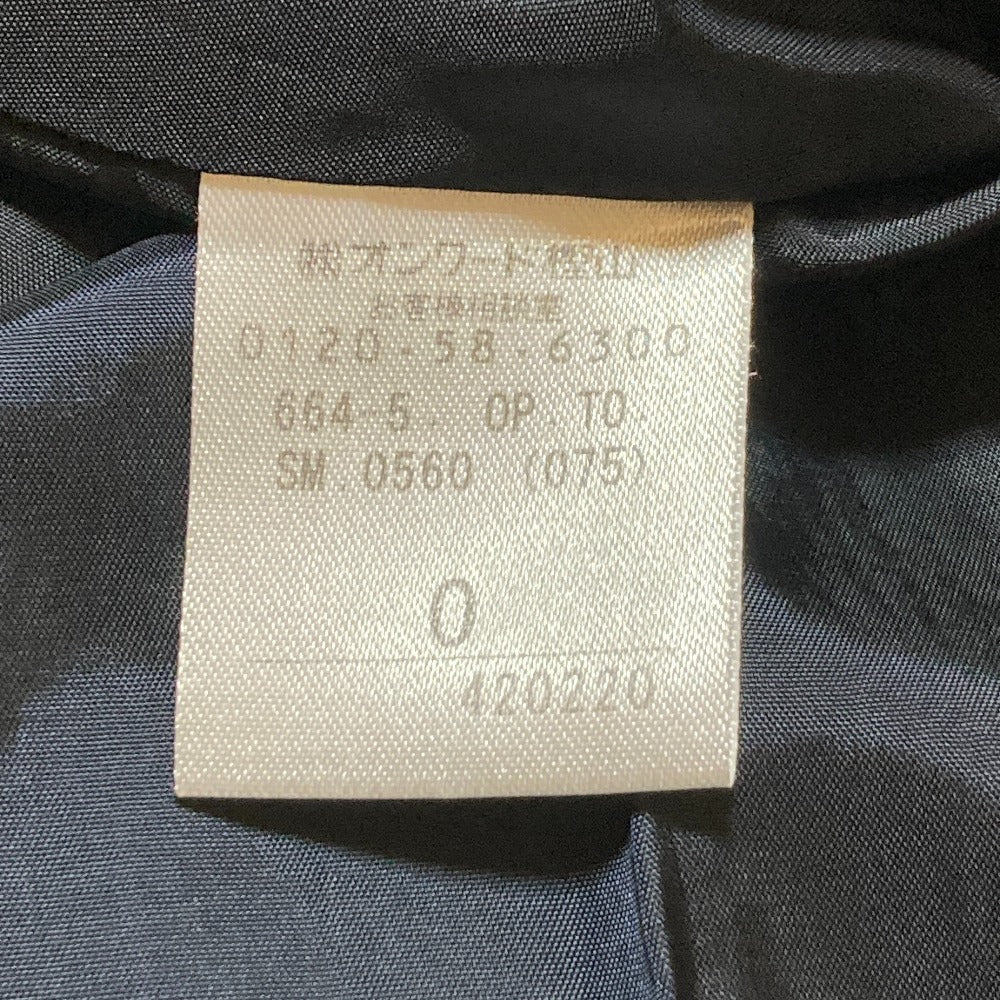 ㈱オンワード樫山
お客様相談室
0120-58-6300
664-5. OP.TO
SM.0560 (075)
0
420220